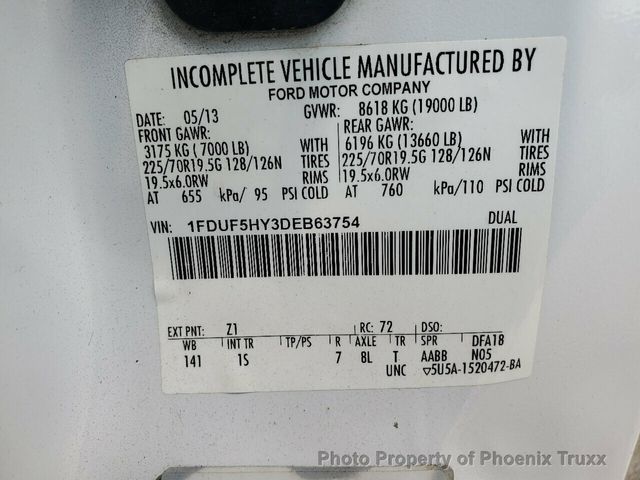 INCOMPLETE VEHICLE MANUFACTURED BY
FORD MOTOR COMPANY
DATE: 05/13 GVWR: 8618 KG (19000 LB)
FRONT GAWR: REAR GAWR:
3175 KG ( 7000 LB) WITH 6196 KG (13660 LB) WITH
225/70R19.5G 128/126N TIRES 225/70R19.5G 128/126N TIRES
19.5x6.0RW RIMS 19.5x6.0RW RIMS
AT 655 kPa/ 95 PSI COLD AT 760 kPa/110 PSI COLD
VIN: 1FDUF5HY3DEB63754 DUAL
EXT PNT: Z1 RC: 72 DSO:
WB INT TR TP/PS R AXLE TR SPR DFA18
141 1S 7 8L T AABB N05
UNC ▽5U5A-1520472-BA
Photo Property of Phoenix Truxx